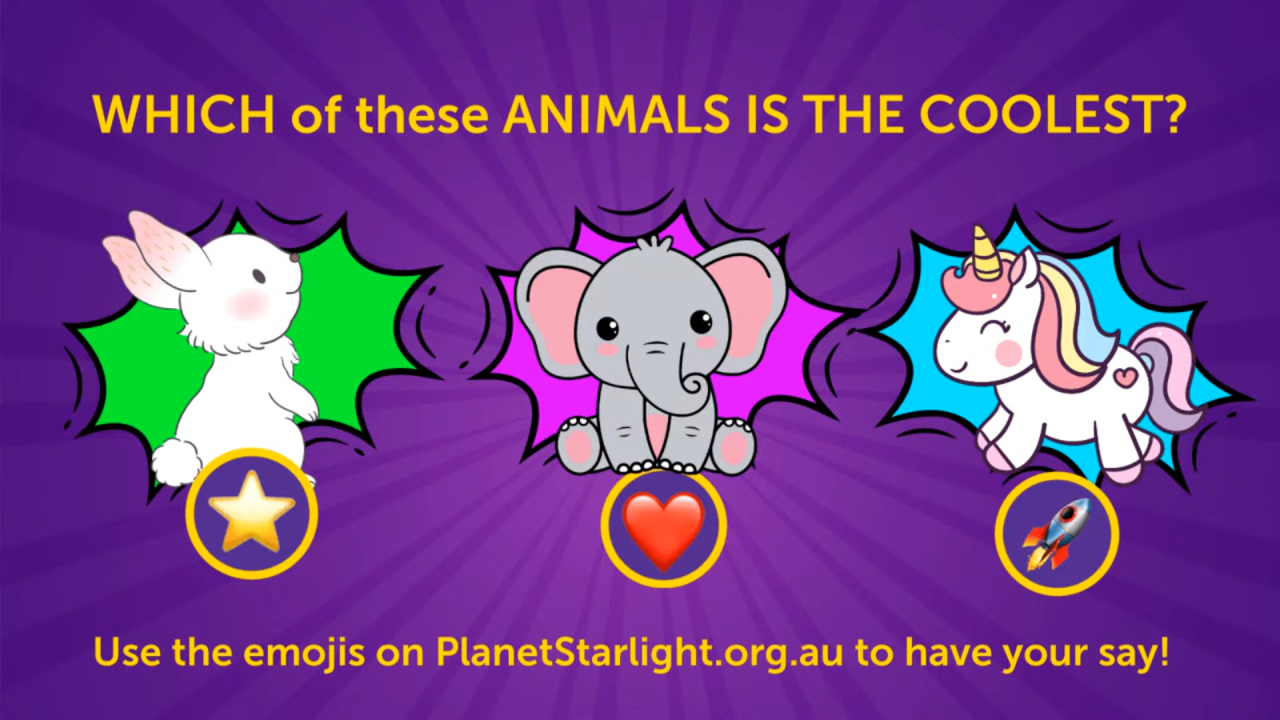 WHICH of these ANIMALS IS THE COOLEST?
Use the emojis on PlanetStarlight.org.au to have your say!